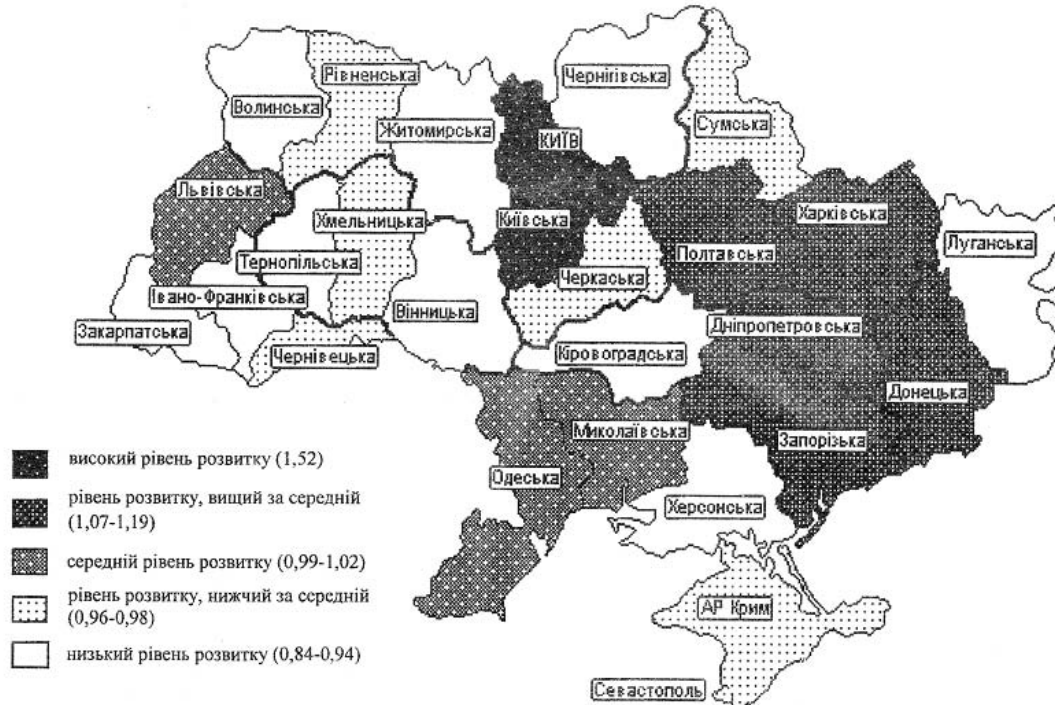 Чернігівська
Рівненська
Волинська
Сумська
Житомирська
КИЇВ
Львівська
Харківська
Хмельницька
Київська
Луганська
Полтавська
Тернопільська
Черкаська
Івано-Франківська
Вінницька
Дніпропетровська
Закарпатська
Чернівецька
Кіровоградська
Донецька
Миколаївська
Запорізька
Одеська
Херсонська
АР Крим
Севастополь
високий рівень розвитку (1,52)
рівень розвитку, вищий за середній
(1,07-1,19)
середній рівень розвитку (0,99-1,02)
рівень розвитку, нижчий за середній
(0,96-0,98)
низький рівень розвитку (0,84-0,94)